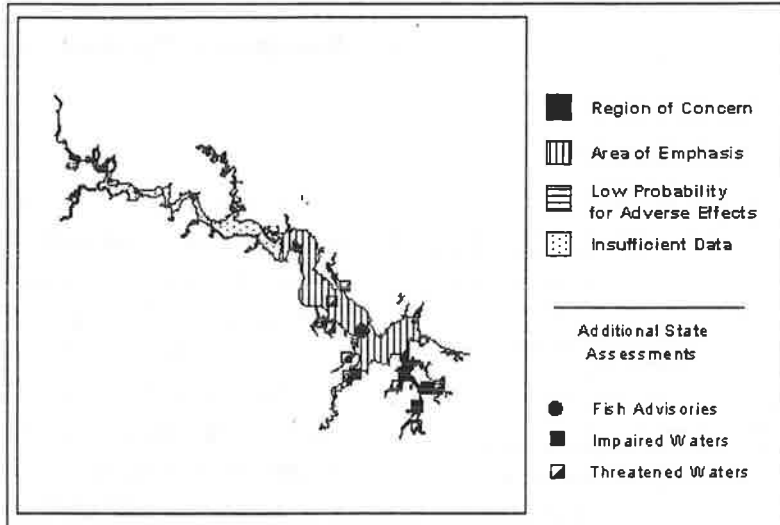 Region of Concern
Area of Emphasis
Low Probability
for Adverse Effects
Insufficient Data
Additional State
Assessments
Fish Advisories
Impaired Waters
Threatened Waters